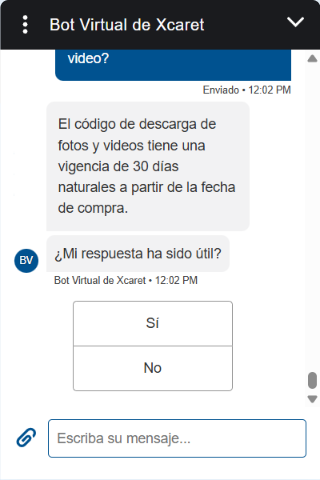 Bot Virtual de Xcaret
video?
Enviado • 12:02 PM
El código de descarga de
fotos y videos tiene una
vigencia de 30 días
naturales a partir de la fecha
de compra.
¿Mi respuesta ha sido útil?
BV
Bot Virtual de Xcaret • 12:02 PM
Sí
No
Escriba su mensaje...